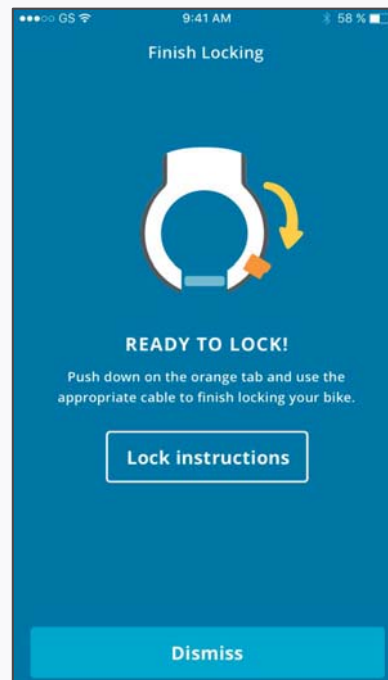 GS 9:41 AM 58 %
Finish Locking
READY TO LOCK!
Push down on the orange tab and use the
appropriate cable to finish locking your bike.
Lock instructions
Dismiss